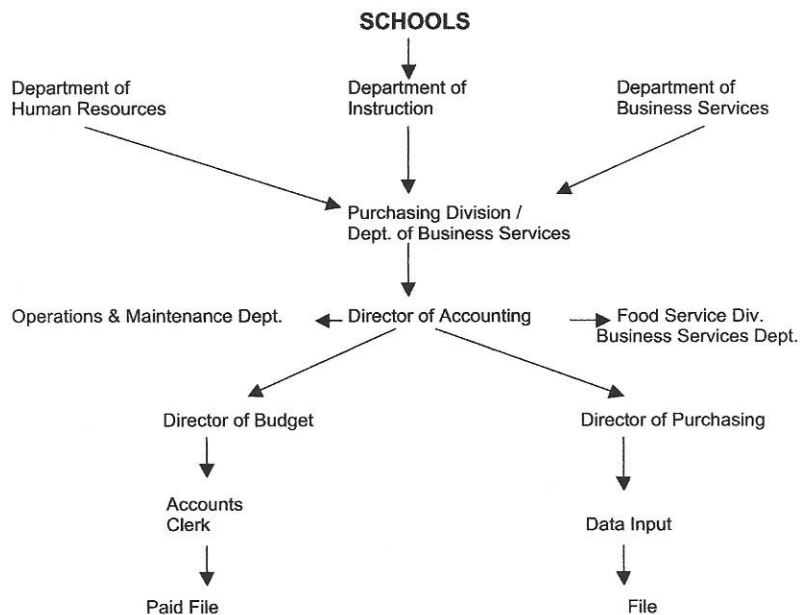 SCHOOLS
Department of
Human Resources
Department of
Instruction
Department of
Business Services
Purchasing Division /
Dept. of Business Services
Operations & Maintenance Dept.
Director of Accounting
Food Service Div.
Business Services Dept.
Director of Budget
Director of Purchasing
Accounts
Clerk
Data Input
Paid File
File